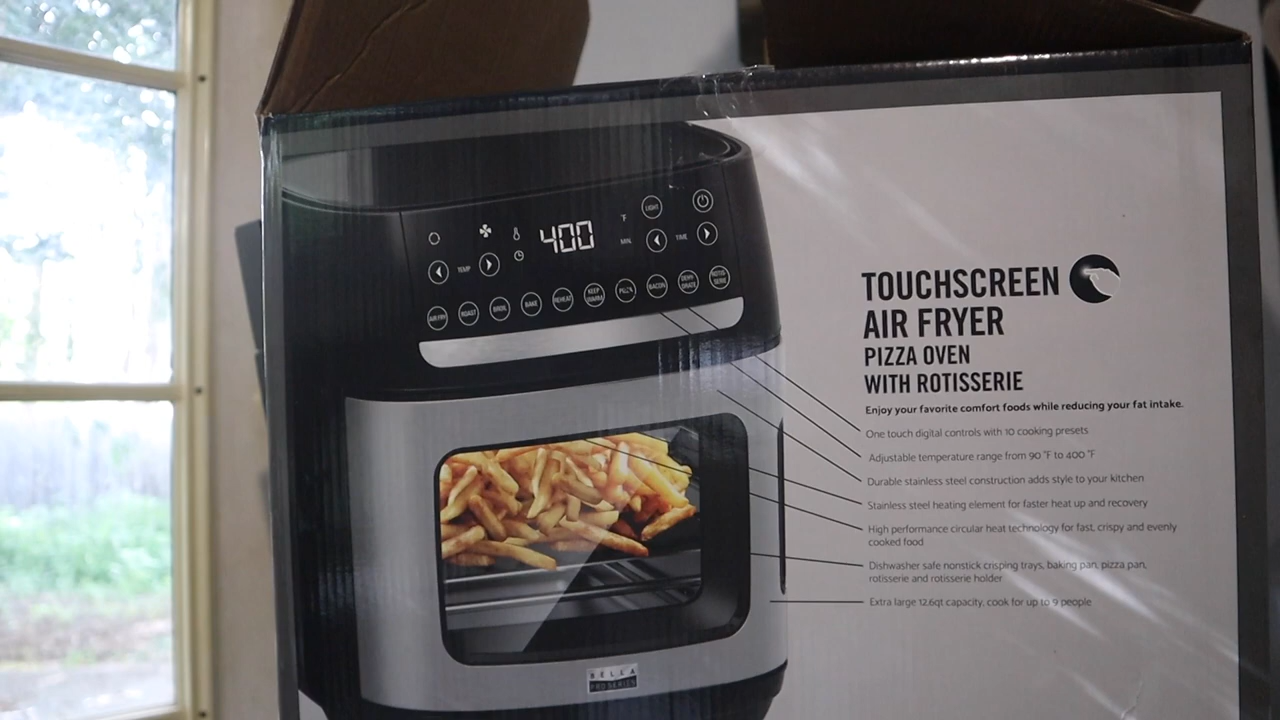 LIGHT
°F
400
MIN.
TIME
TEMP
AIR FRY
ROAST
BROIL
BAKE
REHEAT
KEEP
WARM
PIZZA
BACON
DEHY-
DRATE
ROTIS-
SERIE
BELLA
PRO SERIES
TOUCHSCREEN
AIR FRYER
PIZZA OVEN
WITH ROTISSERIE
Enjoy your favorite comfort foods while reducing your fat intake.
One touch digital controls with 10 cooking presets
Adjustable temperature range from 90 °F to 400 °F
Durable stainless steel construction adds style to your kitchen
Stainless steel heating element for faster heat up and recovery
High performance circular heat technology for fast, crispy and evenly
cooked food
Dishwasher safe nonstick crisping trays, baking pan, pizza pan,
rotisserie and rotisserie holder
Extra large 12.6qt capacity, cook for up to 9 people